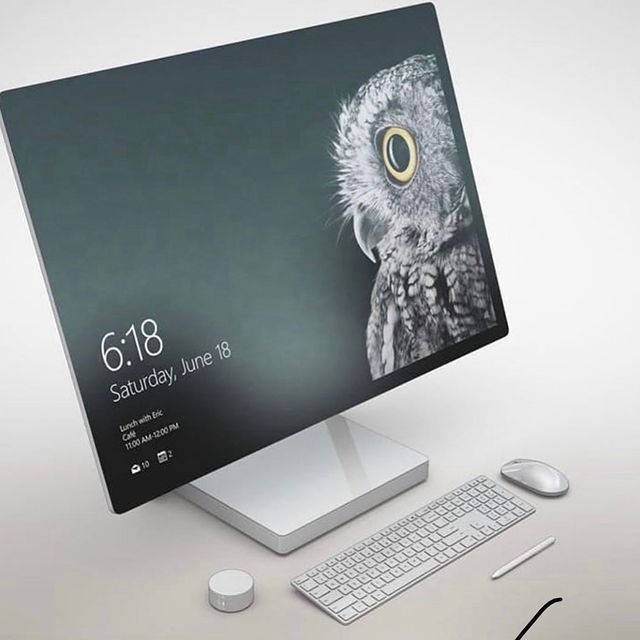 6:18
Saturday, June 18
Lunch with Eric
Café
11:00 AM-12:00 PM
10 2